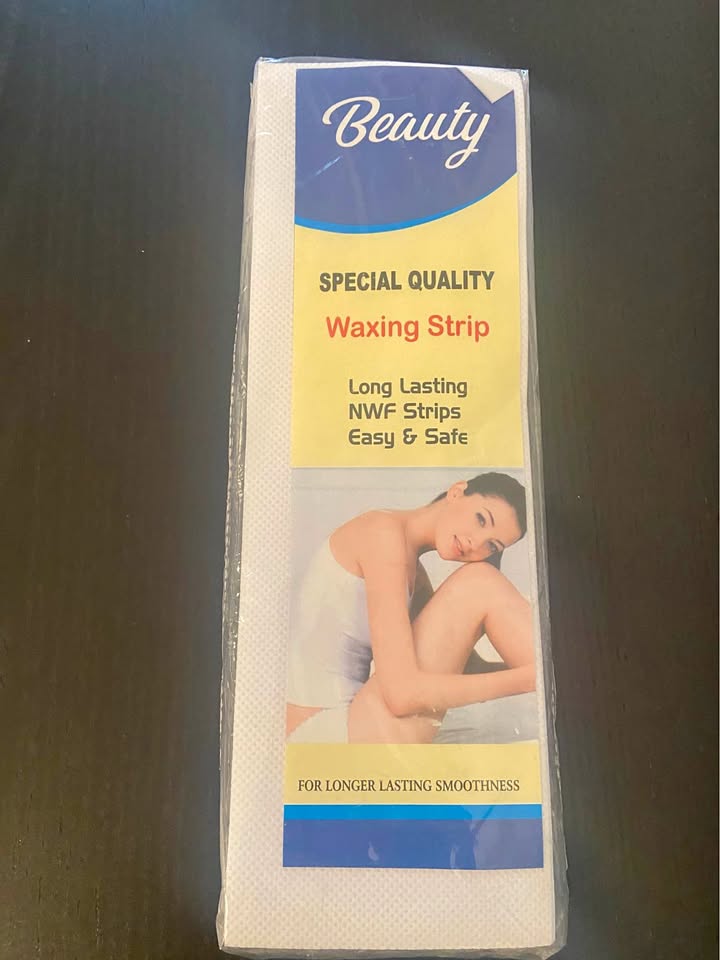 Beauty
SPECIAL QUALITY
Waxing Strip
Long Lasting
NWF Strips
Easy & Safe
FOR LONGER LASTING SMOOTHNESS